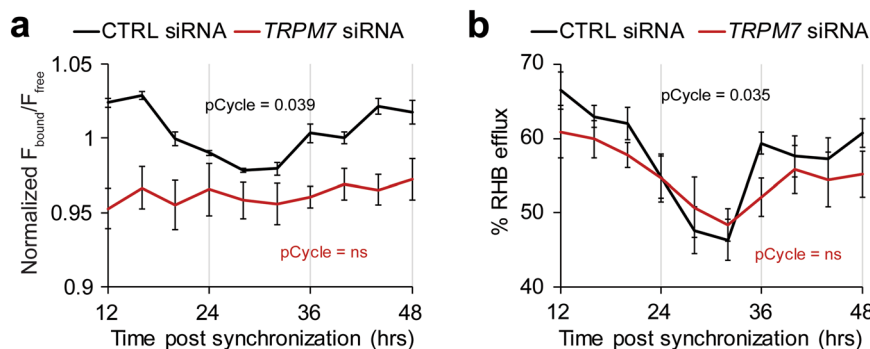 a
CTRL siRNA TRPM7 siRNA
Normalized Fbound/Ffree
1.05
1
0.95
0.9
pCycle = 0.039
pCycle = ns
12 24 36 48
Time post synchronization (hrs)
b
CTRL siRNA TRPM7 siRNA
% RHB efflux
70
60
50
40
pCycle = 0.035
pCycle = ns
12 24 36 48
Time post synchronization (hrs)